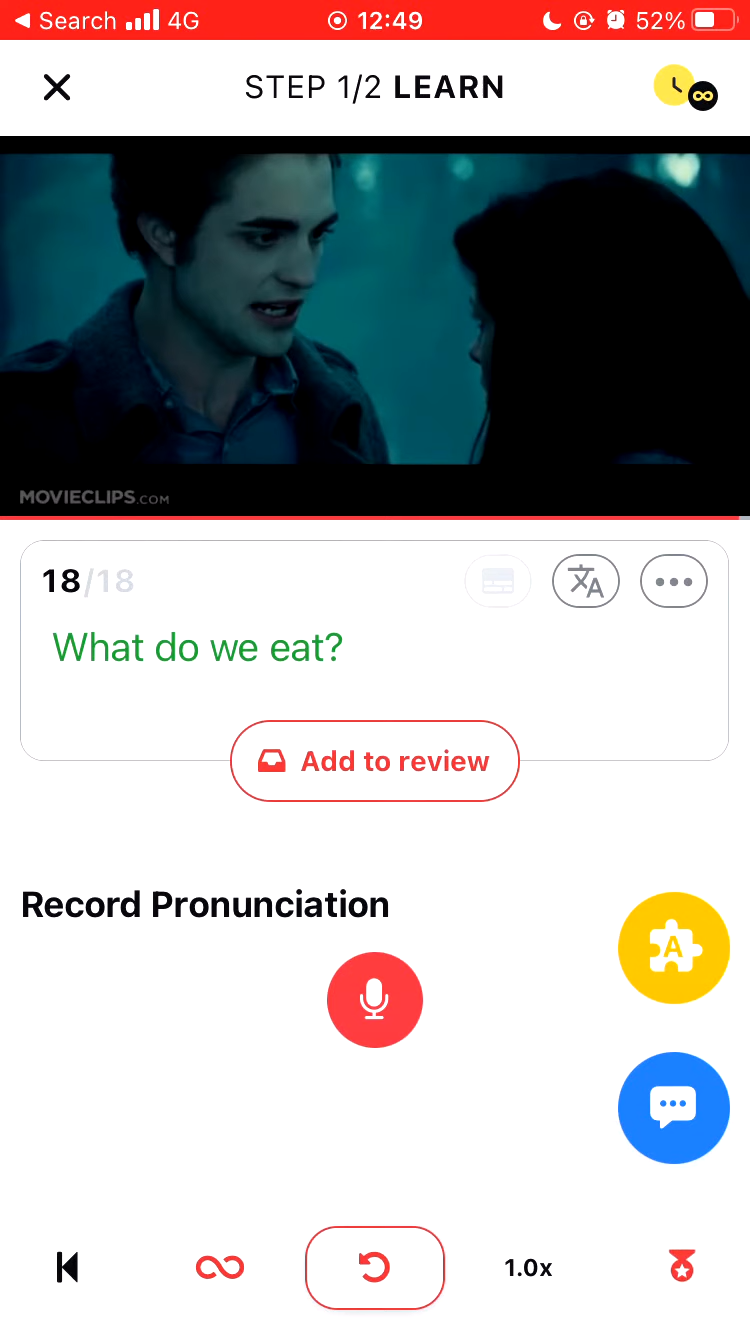 Search 4G 12:49 52%
STEP 1/2 LEARN
MOVIECLIPS.COM
18/18
What do we eat?
Add to review
Record Pronunciation
A
1.0x